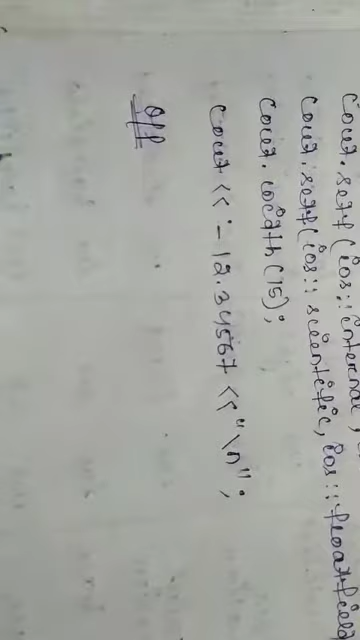 cout.setf(ios::internal,
cout.setf(ios::scientific, ios::floatfield
cout.width(15);
cout << -12.34567 << "\n";
O/P